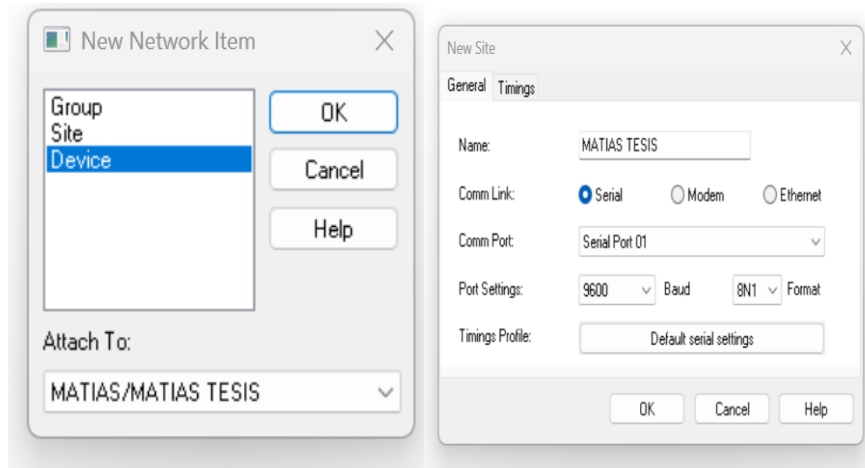 New Network Item
Group
Site
Device
OK
Cancel
Help
Attach To:
MATIAS/MATIAS TESIS
New Site
General Timings
Name: MATIAS TESIS
Comm Link: Serial Modem Ethernet
Comm Port: Serial Port 01
Port Settings: 9600 Baud 8N1 Format
Timings Profile: Default serial settings
OK Cancel Help